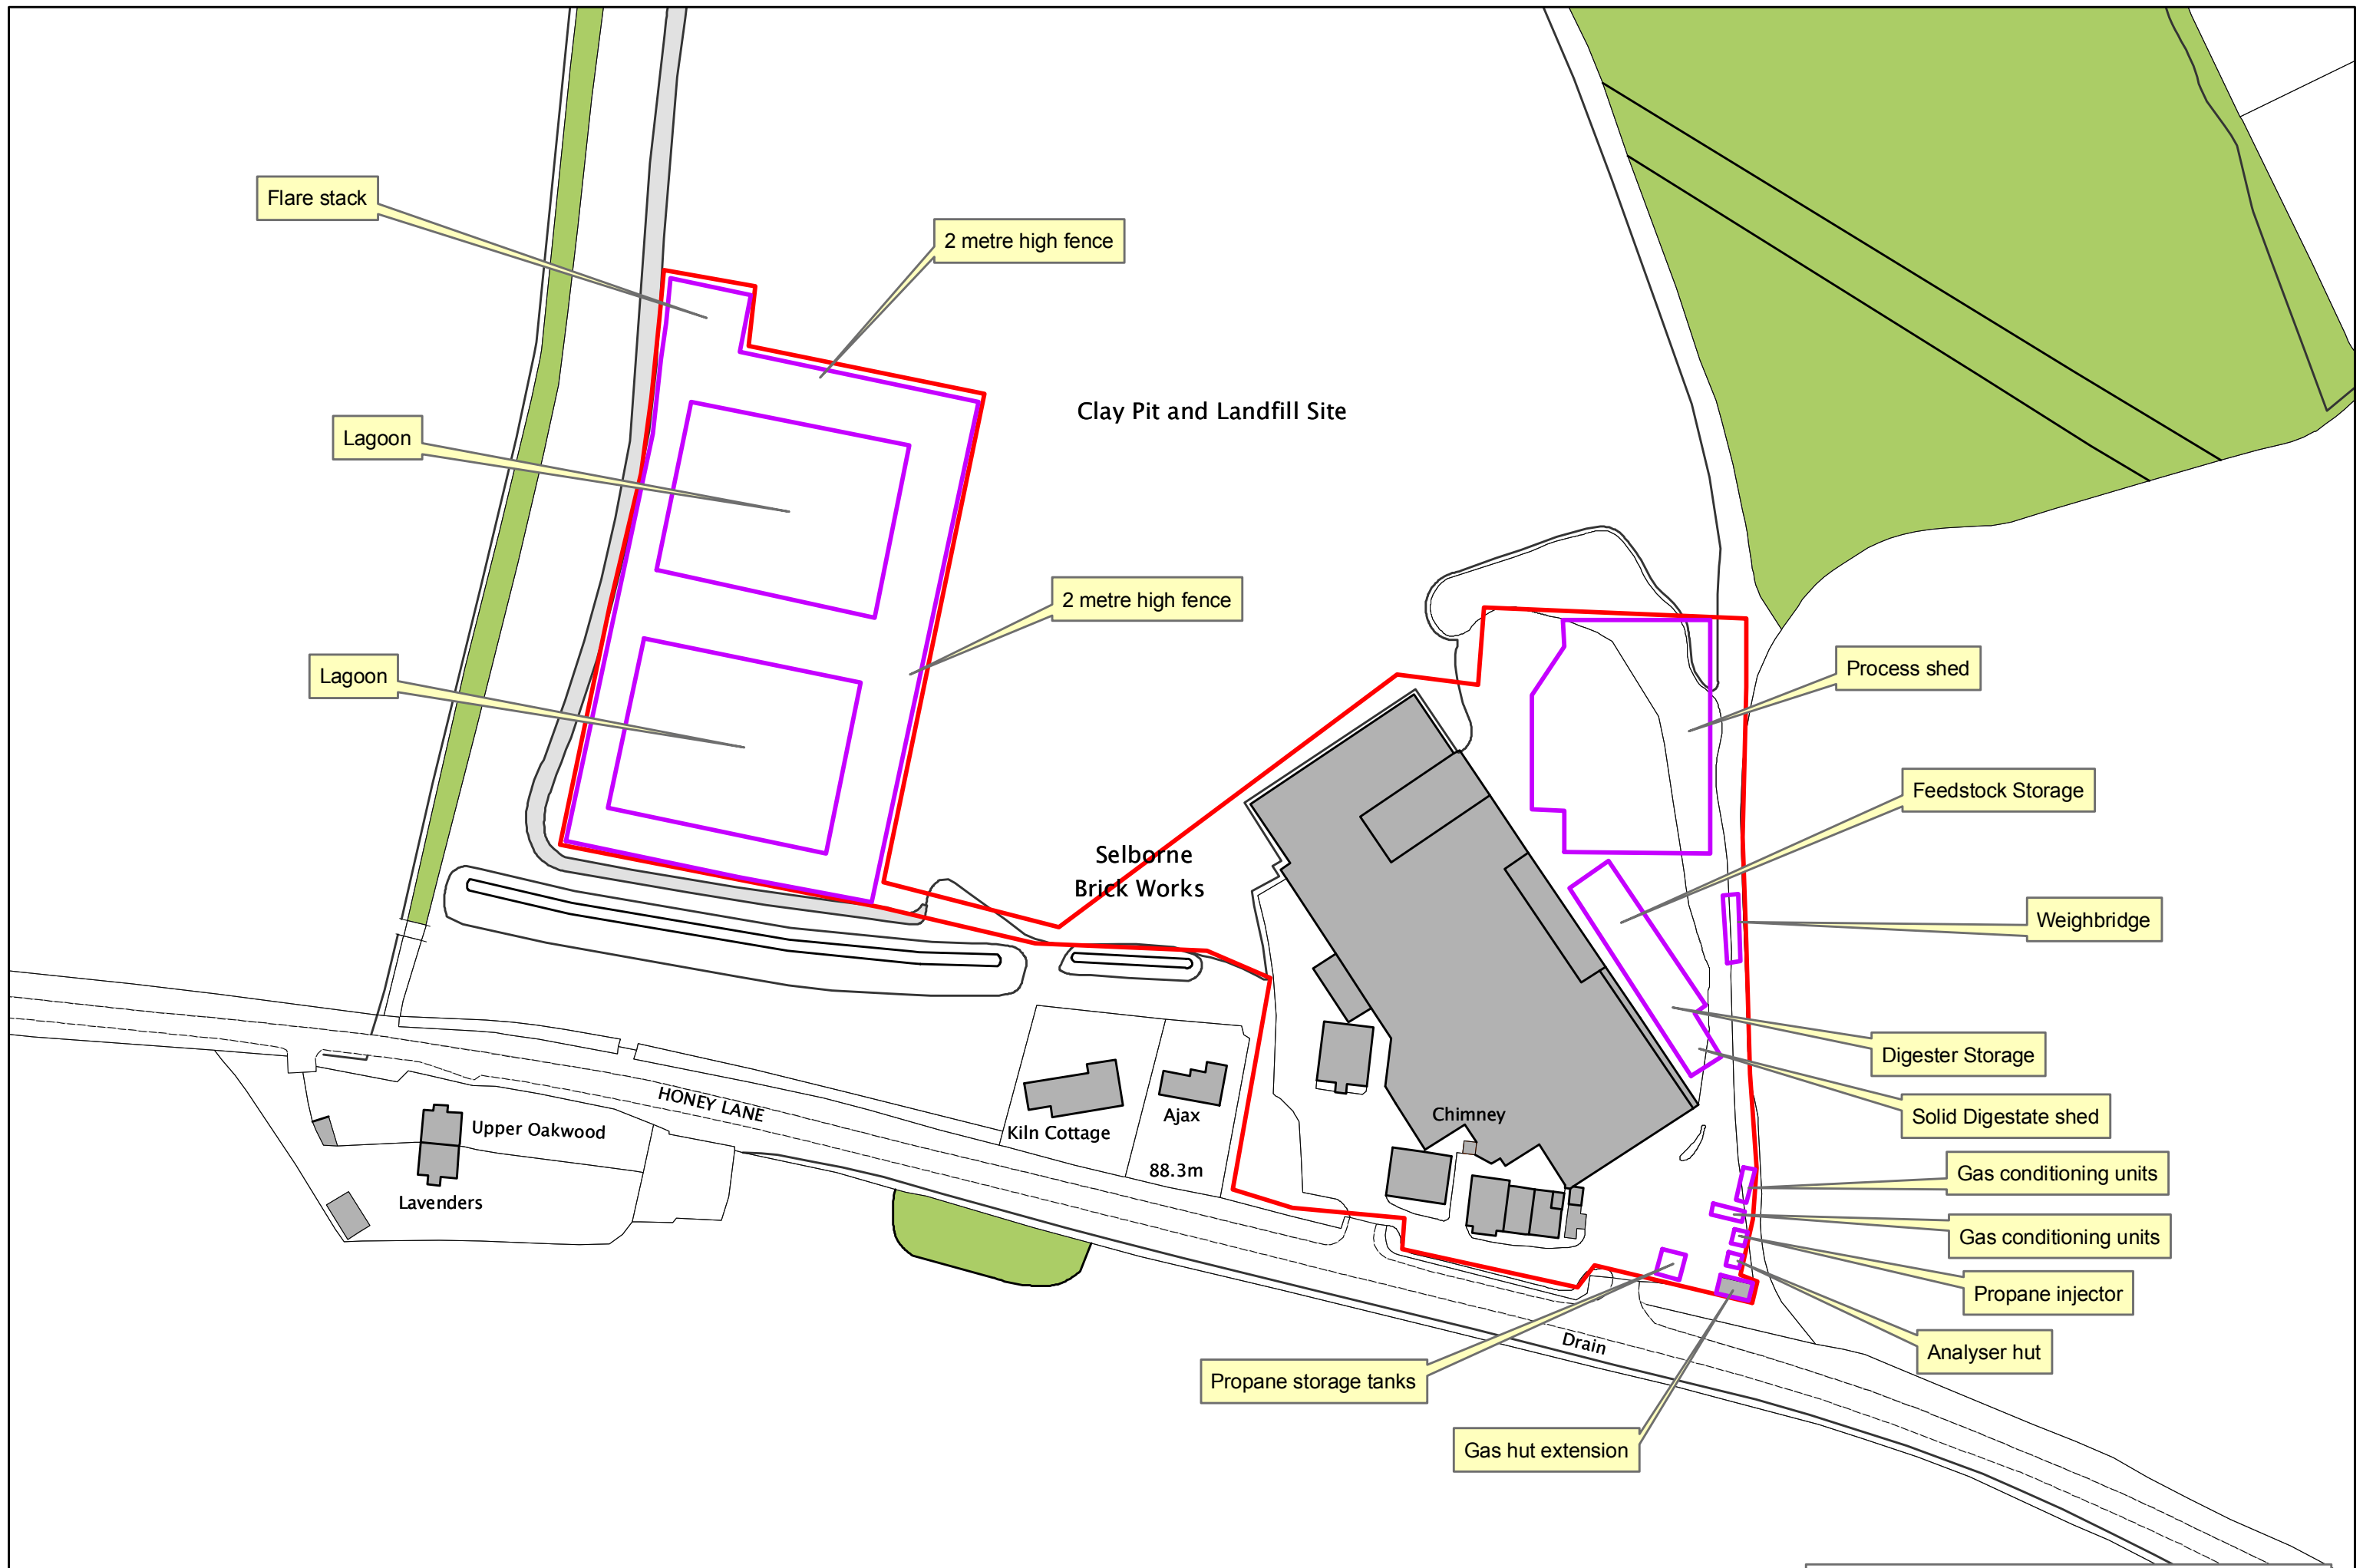 Flare stack
2 metre high fence
Clay Pit and Landfill Site
Lagoon
2 metre high fence
Lagoon
Process shed
Feedstock Storage
Selborne
Brick Works
Weighbridge
Digester Storage
HONEY LANE
Upper Oakwood
Kiln Cottage
Ajax
Chimney
Solid Digestate shed
88.3m
Lavenders
Gas conditioning units
Gas conditioning units
Propane injector
Drain
Analyser hut
Propane storage tanks
Gas hut extension